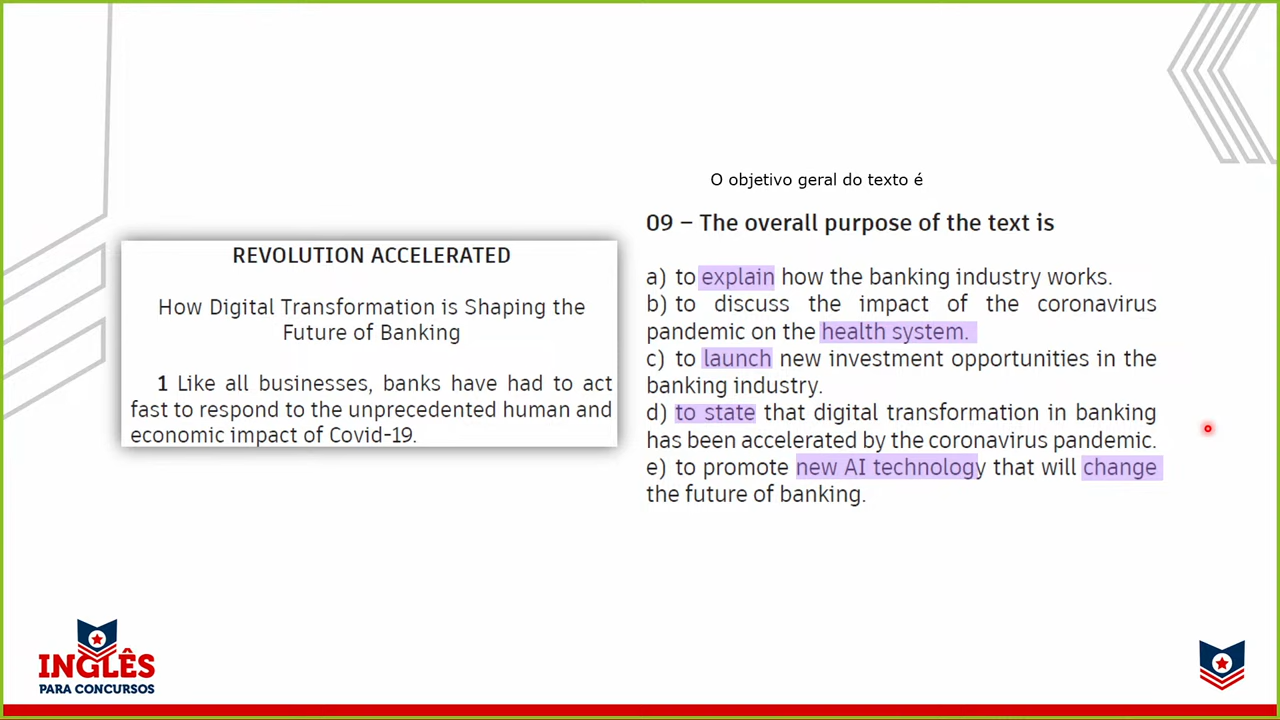 REVOLUTION ACCELERATED
How Digital Transformation is Shaping the
Future of Banking
1 Like all businesses, banks have had to act
fast to respond to the unprecedented human and
economic impact of Covid-19.
O objetivo geral do texto é
09 – The overall purpose of the text is
a) to explain how the banking industry works.
b) to discuss the impact of the coronavirus
pandemic on the health system.
c) to launch new investment opportunities in the
banking industry.
d) to state that digital transformation in banking
has been accelerated by the coronavirus pandemic.
e) to promote new AI technology that will change
the future of banking.
INGLÊS
PARA CONCURSOS